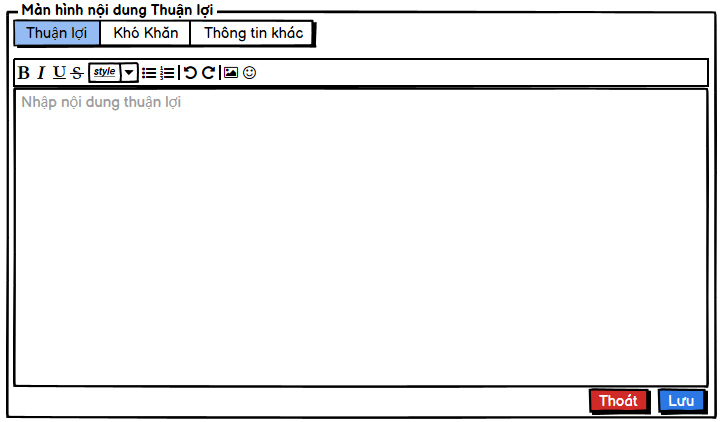 Màn hình nội dung Thuận lợi
Thuận lợi Khó Khăn Thông tin khác
B I U S style
Nhập nội dung thuận lợi
Thoát Lưu